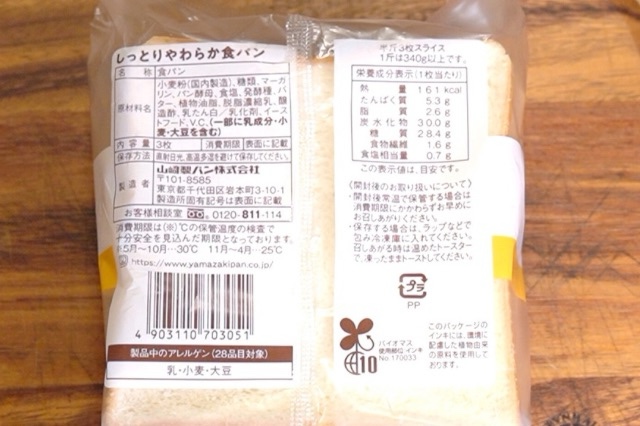 しっとりやわらか食パン
名 称 食パン
原材料名
小麦粉(国内製造)、糖類、マーガ
リン、パン酵母、食塩、発酵種、バ
ター、植物油脂、脱脂濃縮乳、醸
造酢、乳たん白／乳化剤、イース
トフード、V.C、(一部に乳成分・小
麦・大豆を含む)
内 容 量 3枚 消費期限 表面に記載
保存方法 直射日光、高温多湿を避けて保存してください。
製造者
山崎製パン株式会社
〒101-8585
東京都千代田区岩本町3-10-1
製造所固有記号は表面に記載
お客様相談室 0120-811-114
消費期限は(※)℃の保管温度の検査で
十分安全を見込んだ期限となっております。
※5月～10月…30℃ 11月～4月…25℃
https://www.yamazakipan.co.jp/
4 903110 703051
製品中のアレルゲン(28品目対象)
乳・小麦・大豆
半斤3枚スライス
1斤は340g以上です。
栄養成分表示(1枚当たり)
熱 量 161 kcal
たんぱく質 5.3 g
脂 質 2.6 g
炭水化物 30.0 g
糖 質 28.4 g
食物繊維 1.6 g
食塩相当量 0.7 g
この表示値は、目安です。
〈開封後のお取り扱いについて〉
・開封後常温で保管する場合は
消費期限にかかわらずお早めに
お召しあがりください。
・保存する場合は、ラップなどで
包み冷凍庫に入れてください。
召しあがる時は温めたトースター
で、凍ったままトーストしてください。
プラ
PP
バイオマス
使用部位 インキ
No.170033
10
このパッケージの
インキには、環境に
配慮した植物由来
の原料を使用して
おります。